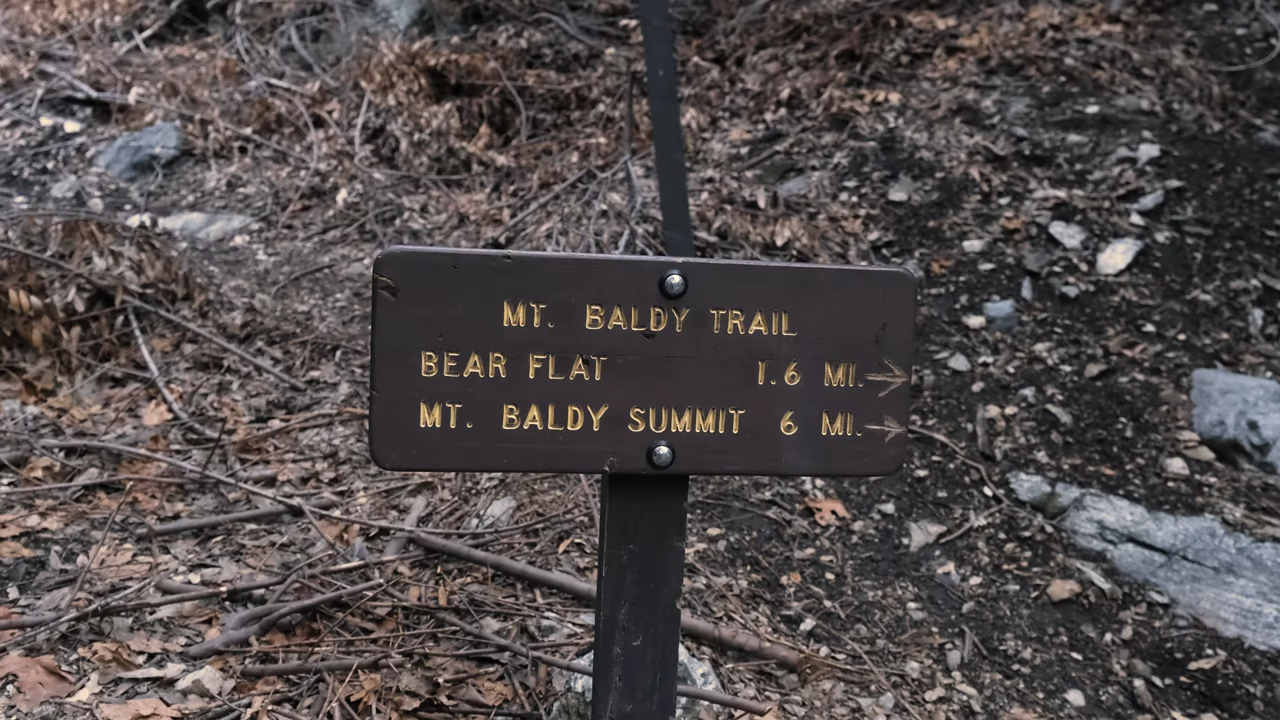 MT. BALDY TRAIL
BEAR FLAT 1.6 MI.→
MT. BALDY SUMMIT 6 MI.→